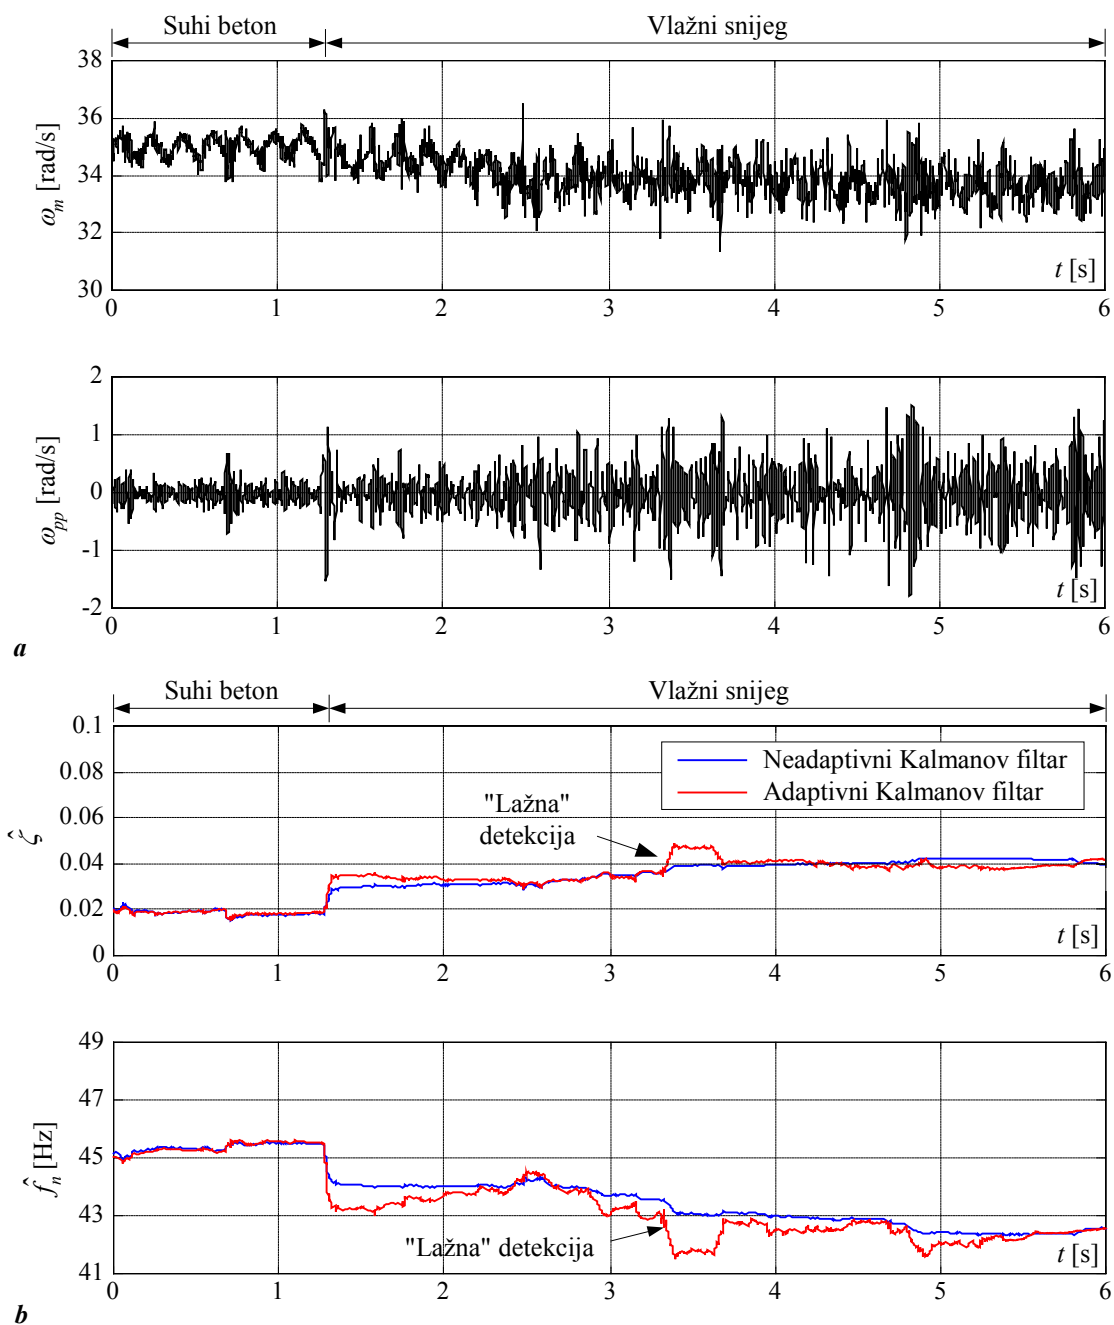 Suhi beton
Vlažni snijeg
38
36
34
32
30
ω_m [rad/s]
t [s]
0 1 2 3 4 5 6
2
1
0
-1
-2
ω_pp [rad/s]
t [s]
0 1 2 3 4 5 6
a
Suhi beton
Vlažni snijeg
0.1
0.08
0.06
0.04
0.02
0
ζ̂
Neadaptivni Kalmanov filtar
Adaptivni Kalmanov filtar
"Lažna"
detekcija
t [s]
0 1 2 3 4 5 6
49
47
45
43
41
f̂_n [Hz]
"Lažna" detekcija
t [s]
0 1 2 3 4 5 6
b